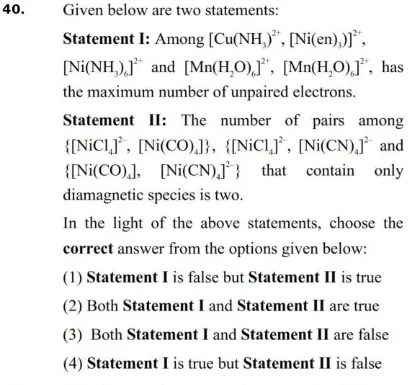 40. Given below are two statements:
Statement I: Among [Cu(NH₃)²⁺, [Ni(en)₃)]²⁺,
[Ni(NH₃)₆]²⁺ and [Mn(H₂O)₆]²⁺, [Mn(H₂O)₆]²⁺, has
the maximum number of unpaired electrons.
Statement II: The number of pairs among
{[NiCl₄]²⁻, [Ni(CO)₄]}, {[NiCl₄]²⁻, [Ni(CN)₄]²⁻ and
{[Ni(CO)₄], [Ni(CN)₄]²⁻} that contain only
diamagnetic species is two.
In the light of the above statements, choose the
correct answer from the options given below:
(1) Statement I is false but Statement II is true
(2) Both Statement I and Statement II are true
(3) Both Statement I and Statement II are false
(4) Statement I is true but Statement II is false